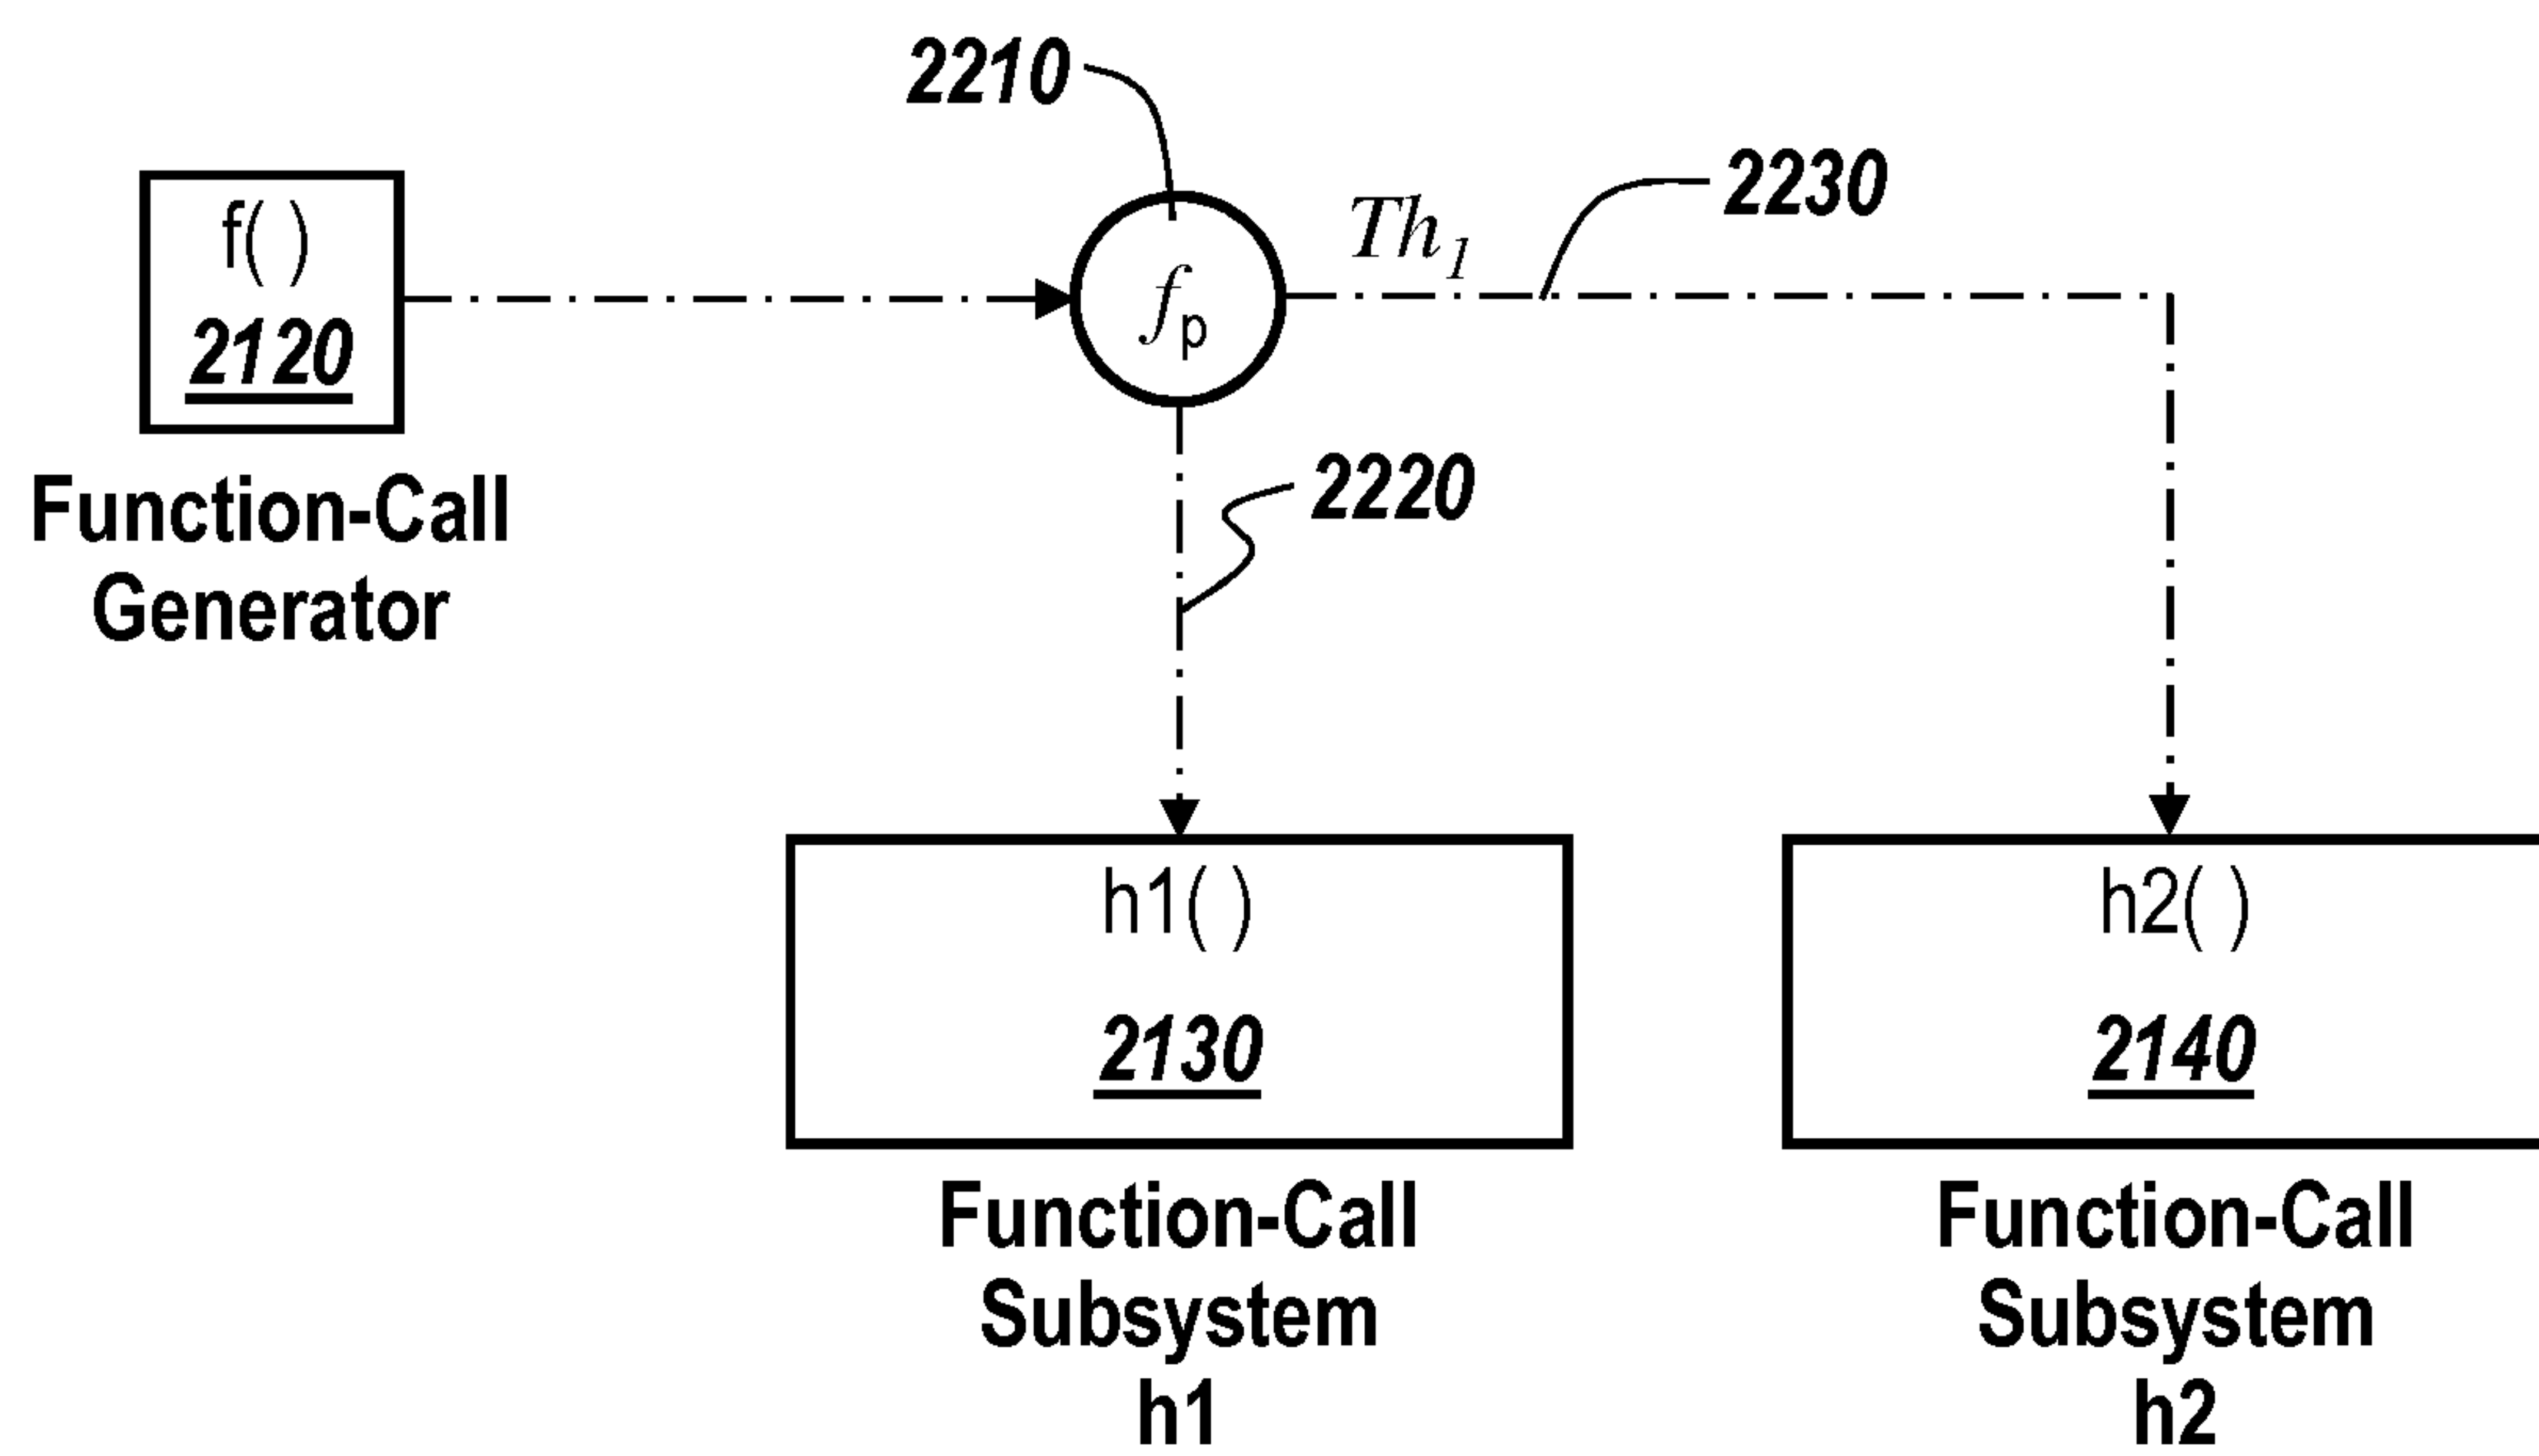 2210
f( )
2120
Function-Call
Generator
fp
Th1
2230
2220
h1( )
2130
Function-Call
Subsystem
h1
h2( )
2140
Function-Call
Subsystem
h2